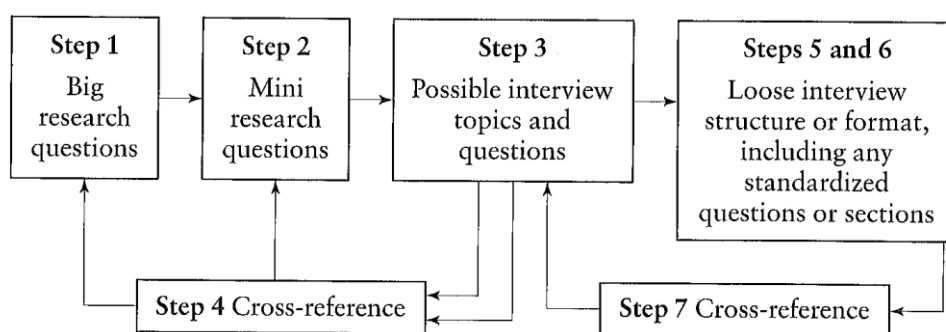 Step 1
Big
research
questions
Step 2
Mini
research
questions
Step 3
Possible interview
topics and
questions
Steps 5 and 6
Loose interview
structure or format,
including any
standardized
questions or sections
Step 4 Cross-reference
Step 7 Cross-reference